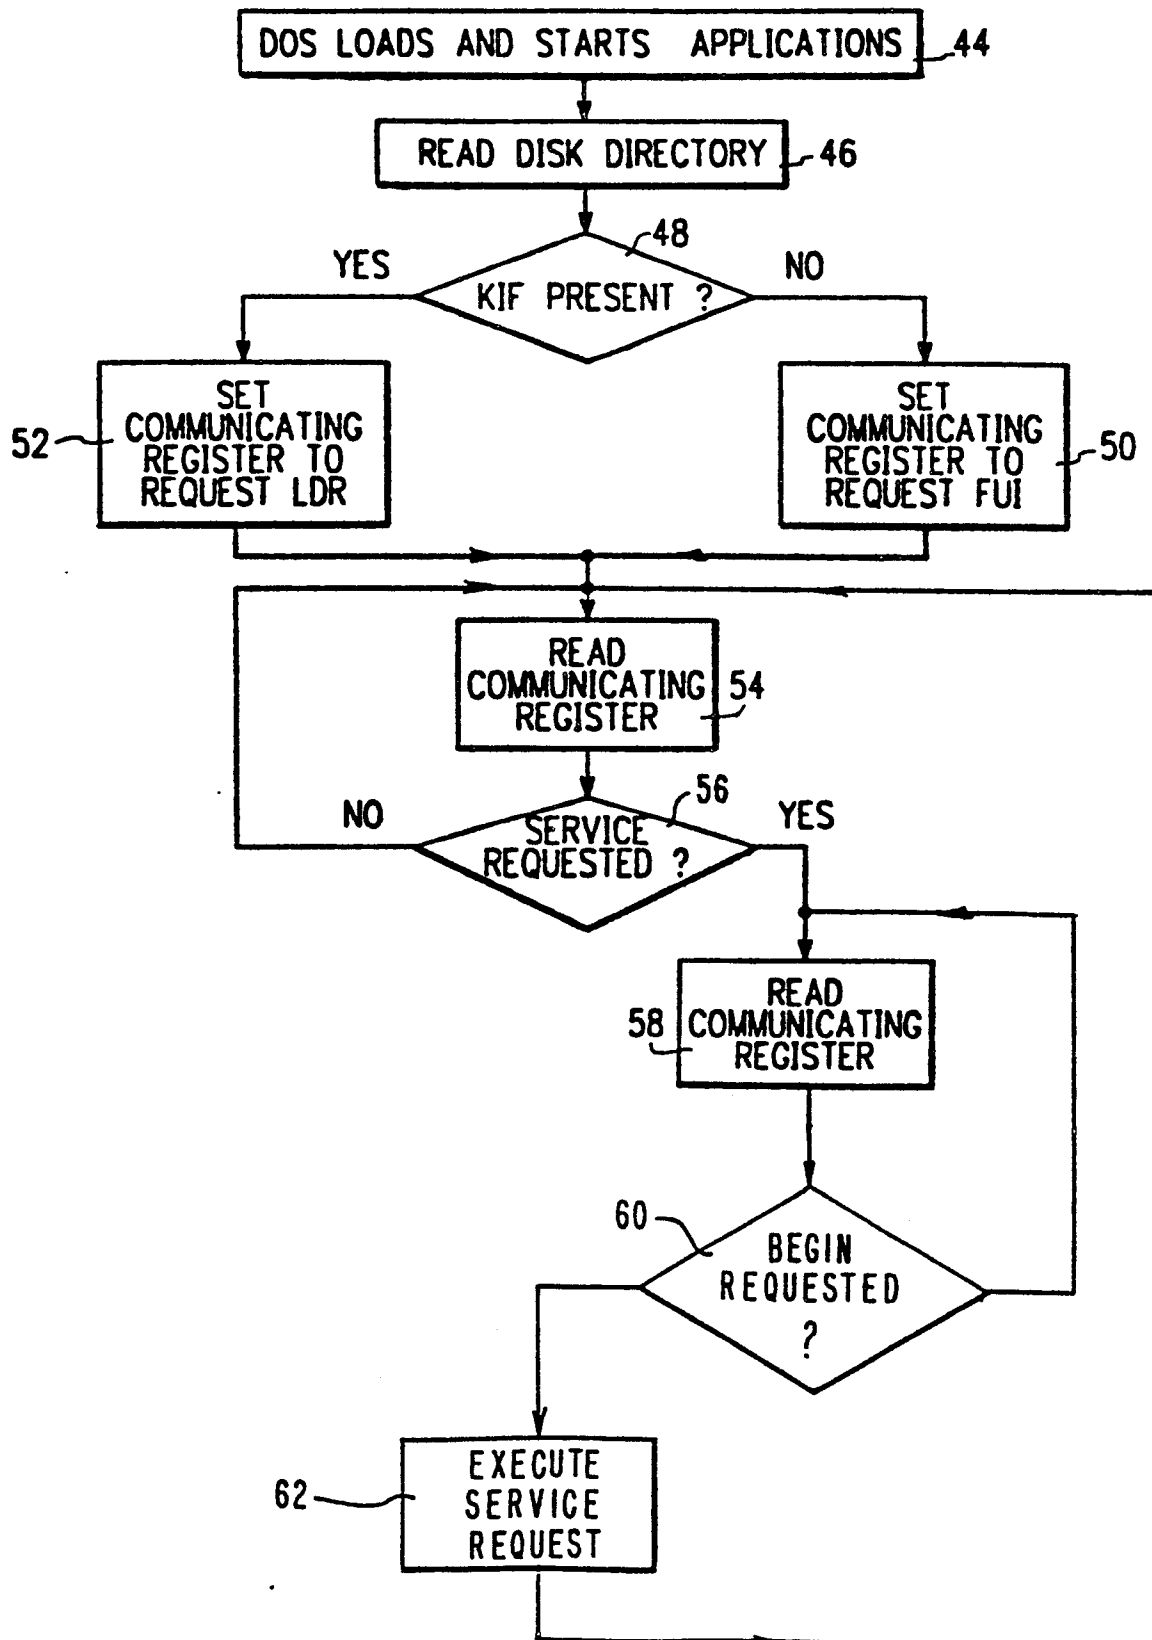 DOS LOADS AND STARTS APPLICATIONS
44
READ DISK DIRECTORY
46
48
YES
NO
KIF PRESENT ?
SET
COMMUNICATING
REGISTER TO
REQUEST LDR
52
SET
COMMUNICATING
REGISTER TO
REQUEST FUI
50
READ
COMMUNICATING
REGISTER
54
56
NO
YES
SERVICE
REQUESTED ?
READ
COMMUNICATING
REGISTER
58
60
BEGIN
REQUESTED
?
EXECUTE
SERVICE
REQUEST
62